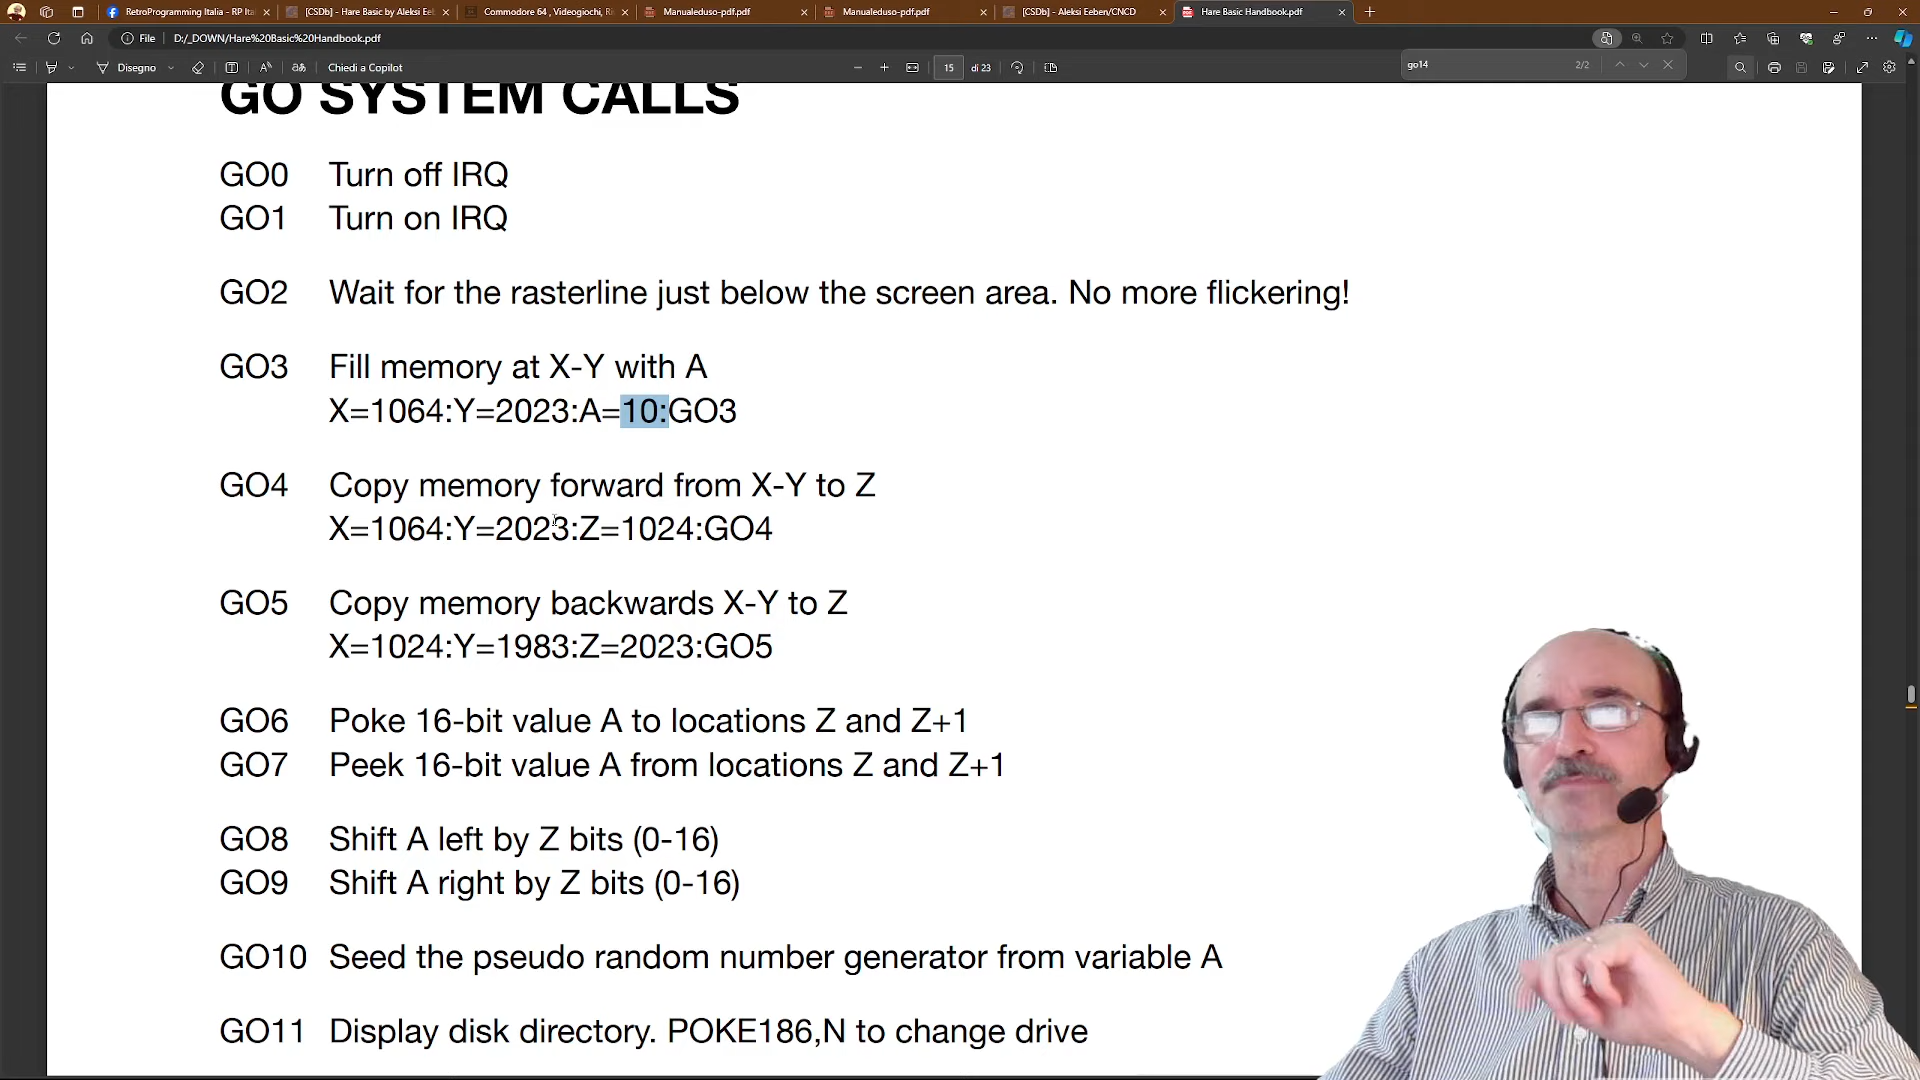 RetroProgramming Italia - RP Ita
[CSDb] - Hare Basic by Aleksi Eeb
Commodore 64 , Videogiochi, Ri
Manualeduso-pdf.pdf
Manualeduso-pdf.pdf
[CSDb] - Aleksi Eeben/CNCD
Hare Basic Handbook.pdf
File
D:/_DOWN/Hare%20Basic%20Handbook.pdf
Disegno
Chiedi a Copilot
15
di 23
go14
2/2
GO SYSTEM CALLS
GO0 Turn off IRQ
GO1 Turn on IRQ
GO2 Wait for the rasterline just below the screen area. No more flickering!
GO3 Fill memory at X-Y with A
X=1064:Y=2023:A=10:GO3
GO4 Copy memory forward from X-Y to Z
X=1064:Y=2023:Z=1024:GO4
GO5 Copy memory backwards X-Y to Z
X=1024:Y=1983:Z=2023:GO5
GO6 Poke 16-bit value A to locations Z and Z+1
GO7 Peek 16-bit value A from locations Z and Z+1
GO8 Shift A left by Z bits (0-16)
GO9 Shift A right by Z bits (0-16)
GO10 Seed the pseudo random number generator from variable A
GO11 Display disk directory. POKE186,N to change drive